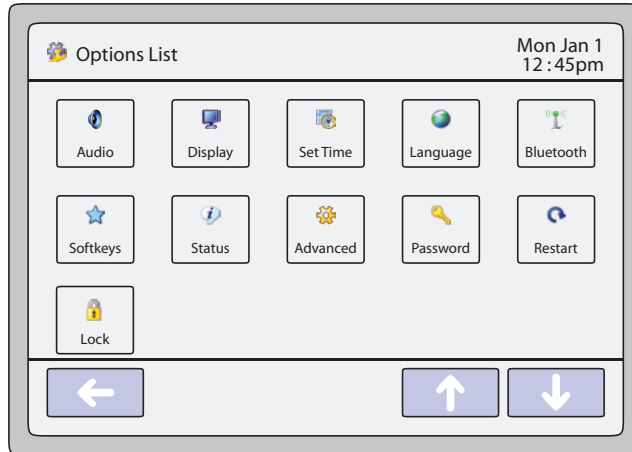 Options List
Mon Jan 1
12:45pm
Audio
Display
Set Time
Language
Bluetooth
Softkeys
Status
Advanced
Password
Restart
Lock